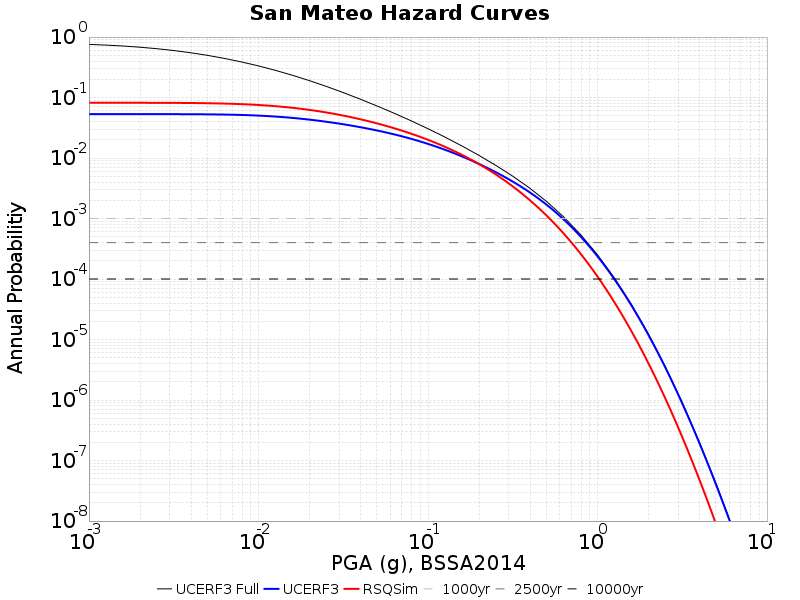 San Mateo Hazard Curves
Annual Probabilitiy
10^0
10^-1
10^-2
10^-3
10^-4
10^-5
10^-6
10^-7
10^-8
10^-3 10^-2 10^-1 10^0 10^1
PGA (g), BSSA2014
UCERF3 Full UCERF3 RSQSim 1000yr 2500yr 10000yr